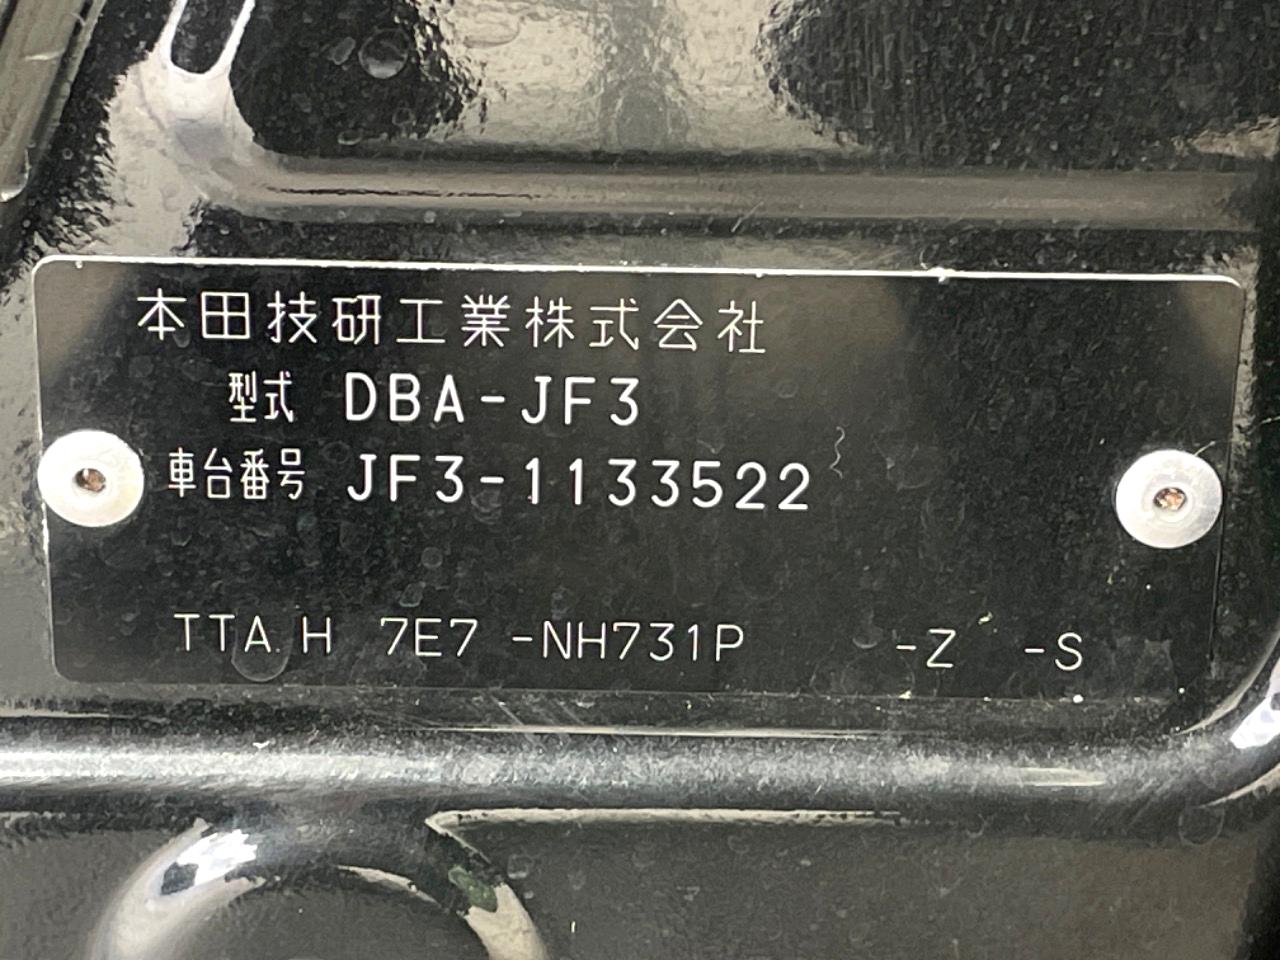 本田技研工業株式会社
型式 DBA-JF3
車台番号 JF3-1133522
TTA H 7E7 -NH731P -Z -S